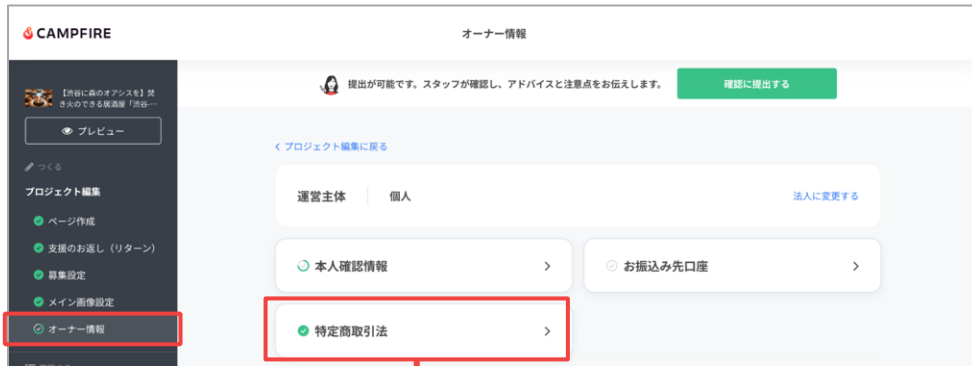 CAMPFIRE
オーナー情報
【渋谷に森のオアシスを】焚
き火のできる居酒屋「渋谷-…
プレビュー
つくる
プロジェクト編集
ページ作成
支援のお返し（リターン）
募集設定
メイン画像設定
オーナー情報
提出が可能です。スタッフが確認し、アドバイスと注意点をお伝えします。
確認に提出する
プロジェクト編集に戻る
運営主体 個人
法人に変更する
本人確認情報
お振込み先口座
特定商取引法